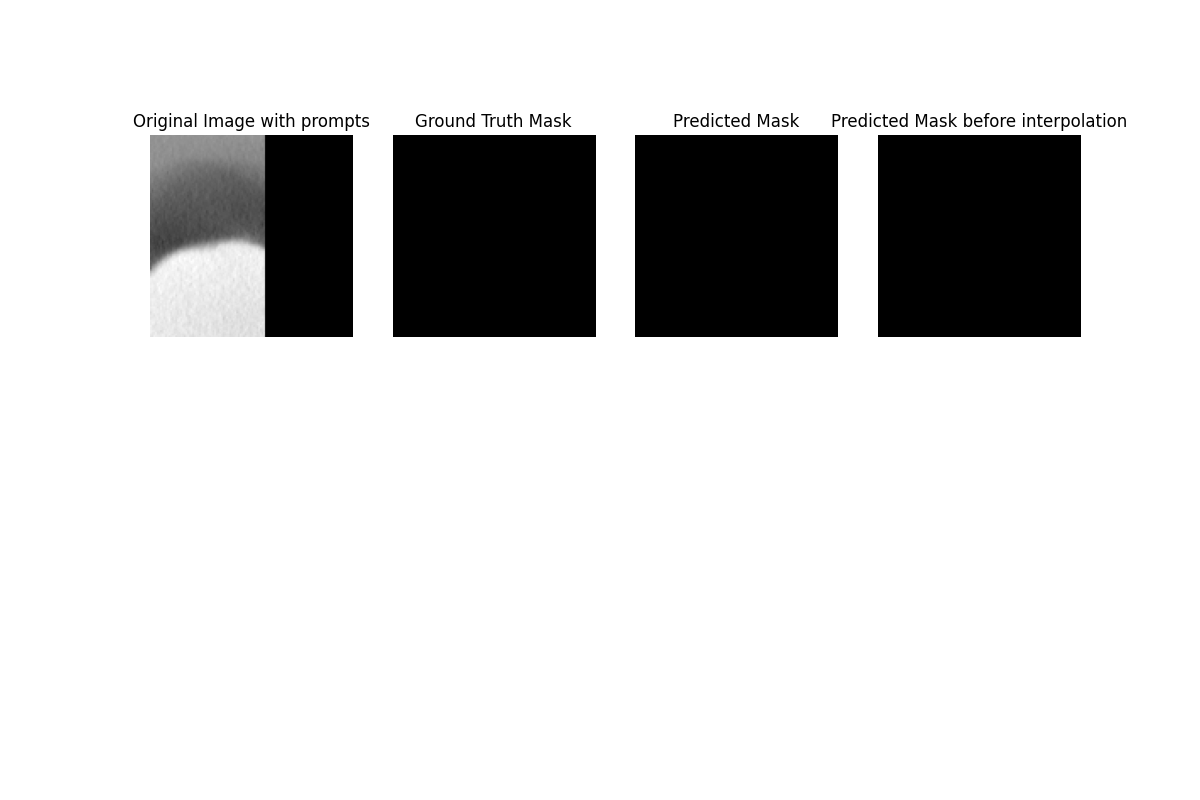 Original Image with prompts
Ground Truth Mask
Predicted Mask
Predicted Mask before interpolation